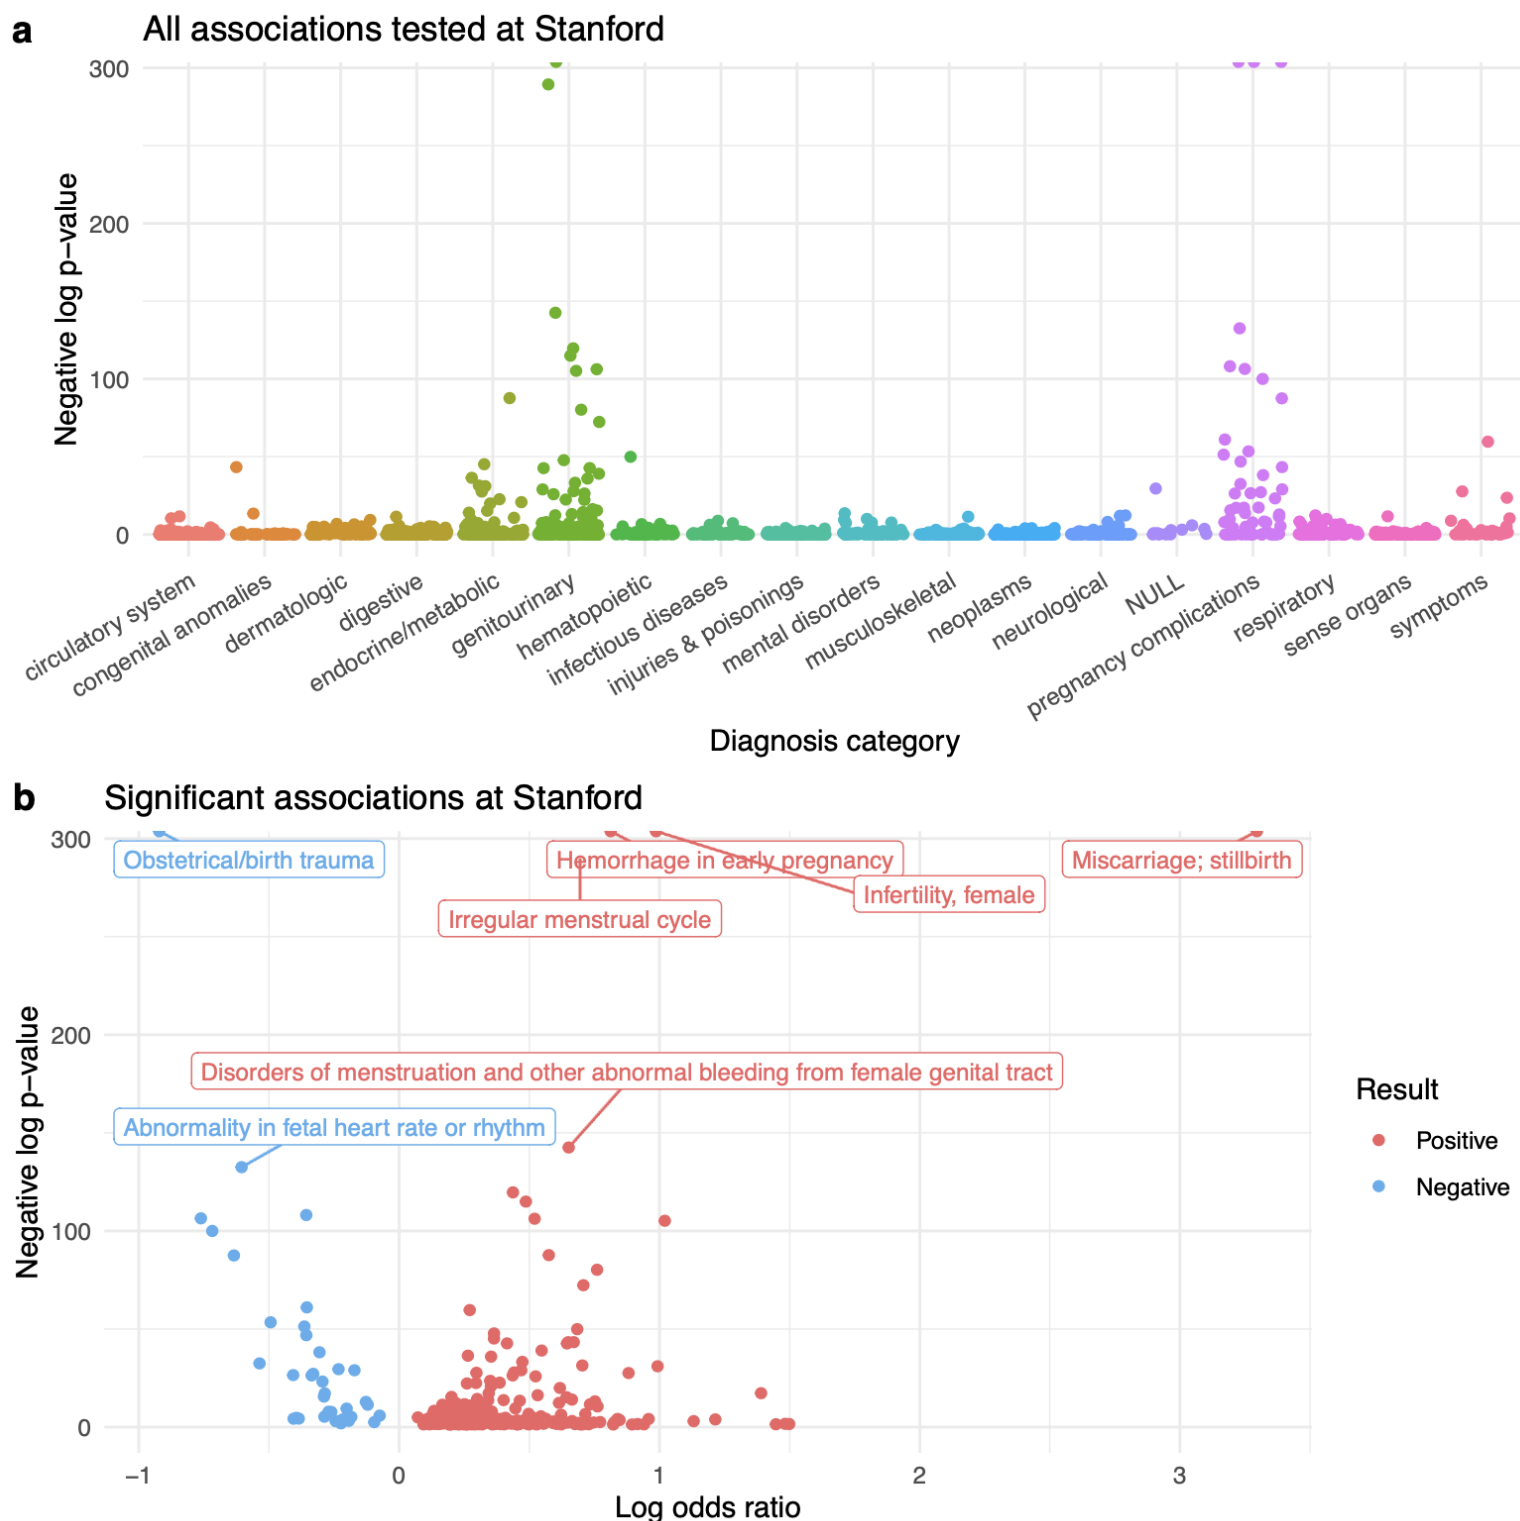 a
All associations tested at Stanford
Negative log p−value
300
200
100
0
circulatory system
congenital anomalies
dermatologic
digestive
endocrine/metabolic
genitourinary
hematopoietic
infectious diseases
injuries & poisonings
mental disorders
musculoskeletal
neoplasms
neurological
NULL
pregnancy complications
respiratory
sense organs
symptoms
Diagnosis category
b
Significant associations at Stanford
Negative log p−value
300
200
100
0
Obstetrical/birth trauma
Hemorrhage in early pregnancy
Miscarriage; stillbirth
Infertility, female
Irregular menstrual cycle
Disorders of menstruation and other abnormal bleeding from female genital tract
Abnormality in fetal heart rate or rhythm
−1
0
1
2
3
Log odds ratio
Result
Positive
Negative